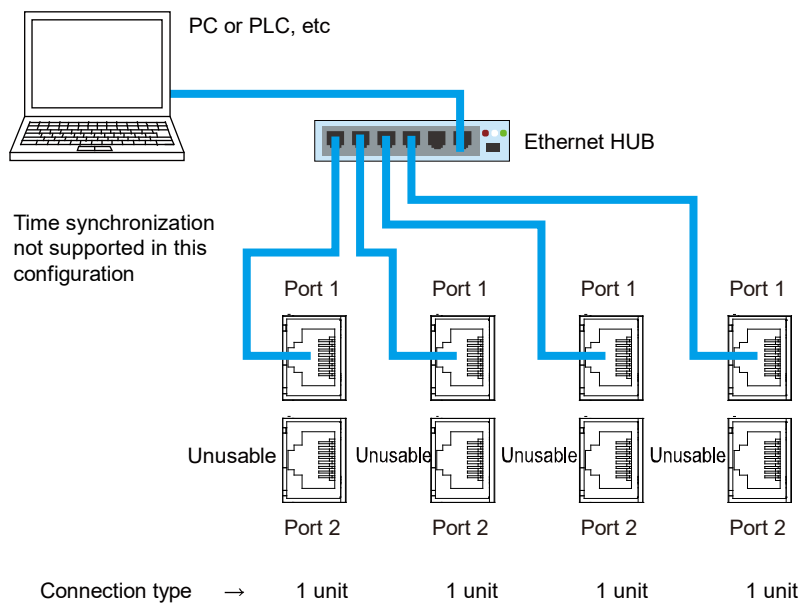 PC or PLC, etc
Ethernet HUB
Time synchronization
not supported in this
configuration
Port 1 Port 1 Port 1 Port 1
Unusable Unusable Unusable Unusable
Port 2 Port 2 Port 2 Port 2
Connection type → 1 unit 1 unit 1 unit 1 unit